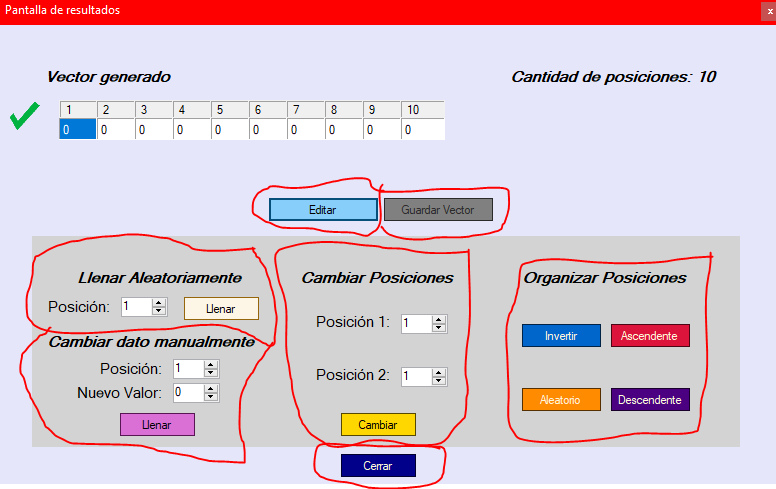 Pantalla de resultados x
Vector generado Cantidad de posiciones: 10
1 2 3 4 5 6 7 8 9 10
0 0 0 0 0 0 0 0 0 0
Editar Guardar Vector
Llenar Aleatoriamente
Posición: 1 Llenar
Cambiar dato manualmente
Posición: 1
Nuevo Valor: 0
Llenar
Cambiar Posiciones
Posición 1: 1
Posición 2: 1
Cambiar
Organizar Posiciones
Invertir Ascendente
Aleatorio Descendente
Cerrar